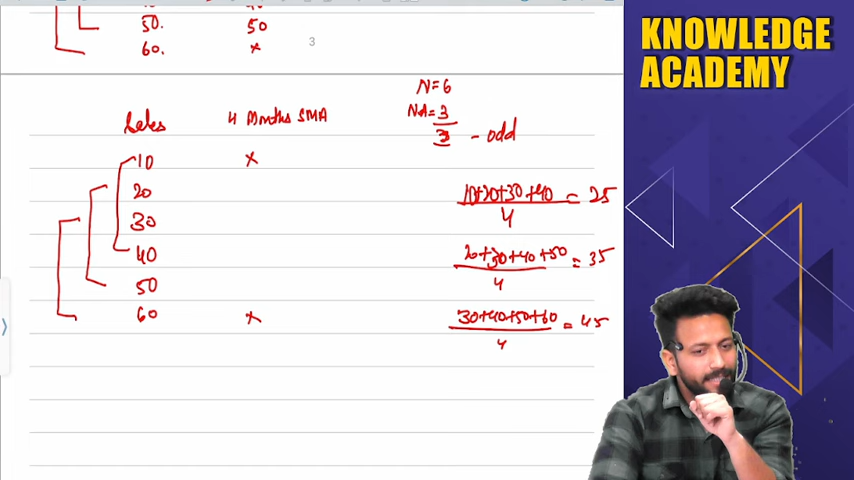 50. 50
60. x
3
KNOWLEDGE
ACADEMY
N=6
NA=3
3 - odd
Sales 4 Months SMA
10 x
20
30
40
50
60 x
10+20+30+40
4
= 25
20+30+40+50
4
= 35
30+40+50+60
4
= 45